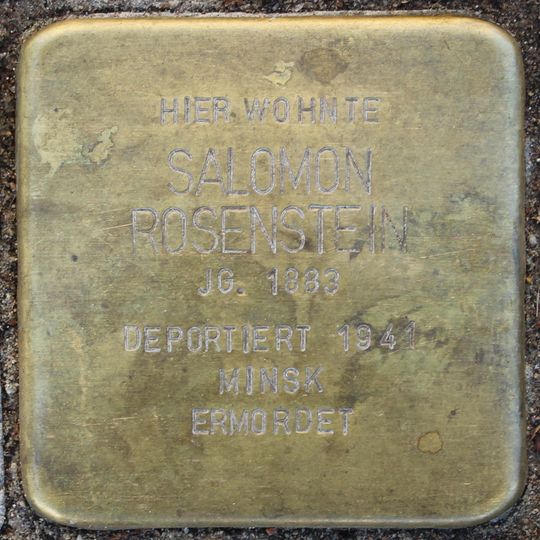 HIER WOHNTE
SALOMON
ROSENSTEIN
JG. 1883
DEPORTIERT 1941
MINSK
ERMORDET